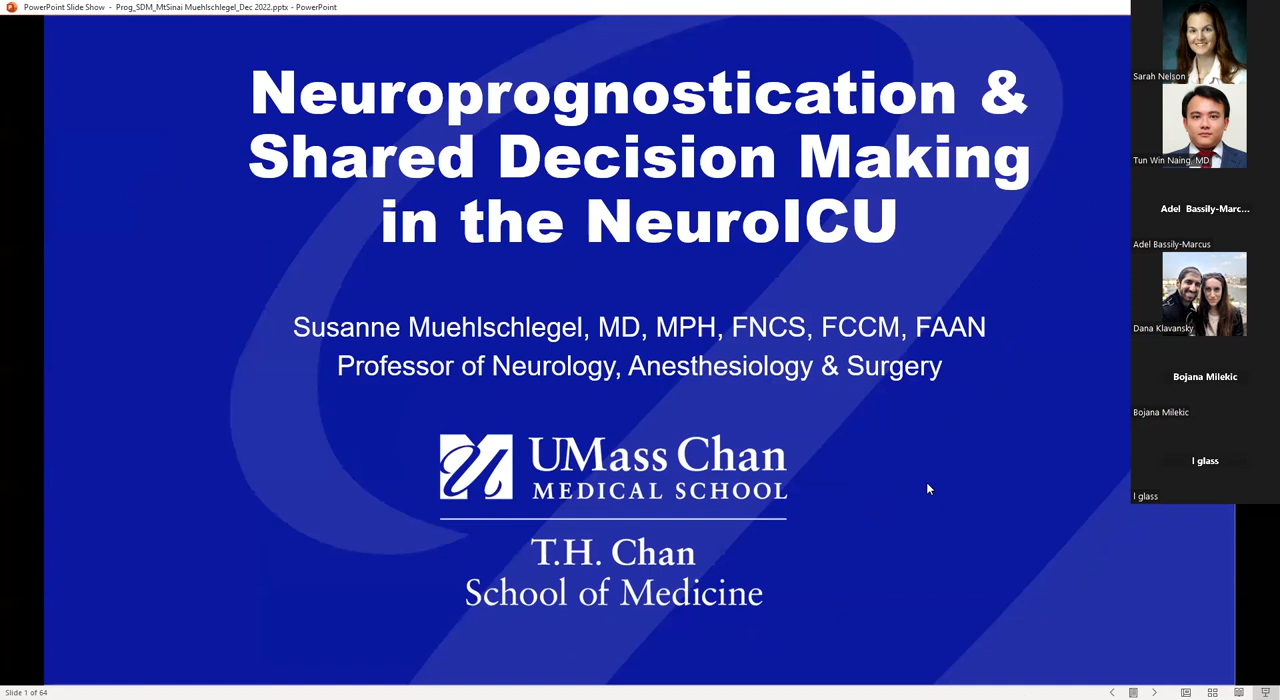 PowerPoint Slide Show - Prog_SDM_MtSinai Muehlschlegel_Dec 2022.pptx - PowerPoint
Neuroprognostication &
Shared Decision Making
in the NeuroICU
Susanne Muehlschlegel, MD, MPH, FNCS, FCCM, FAAN
Professor of Neurology, Anesthesiology & Surgery
UMass Chan
MEDICAL SCHOOL
T.H. Chan
School of Medicine
Sarah Nelson
Tun Win Naing, MD
Adel Bassily-Marc...
Adel Bassily-Marcus
Dana Klavansky
Bojana Milekic
Bojana Milekic
l glass
l glass
Slide 1 of 64